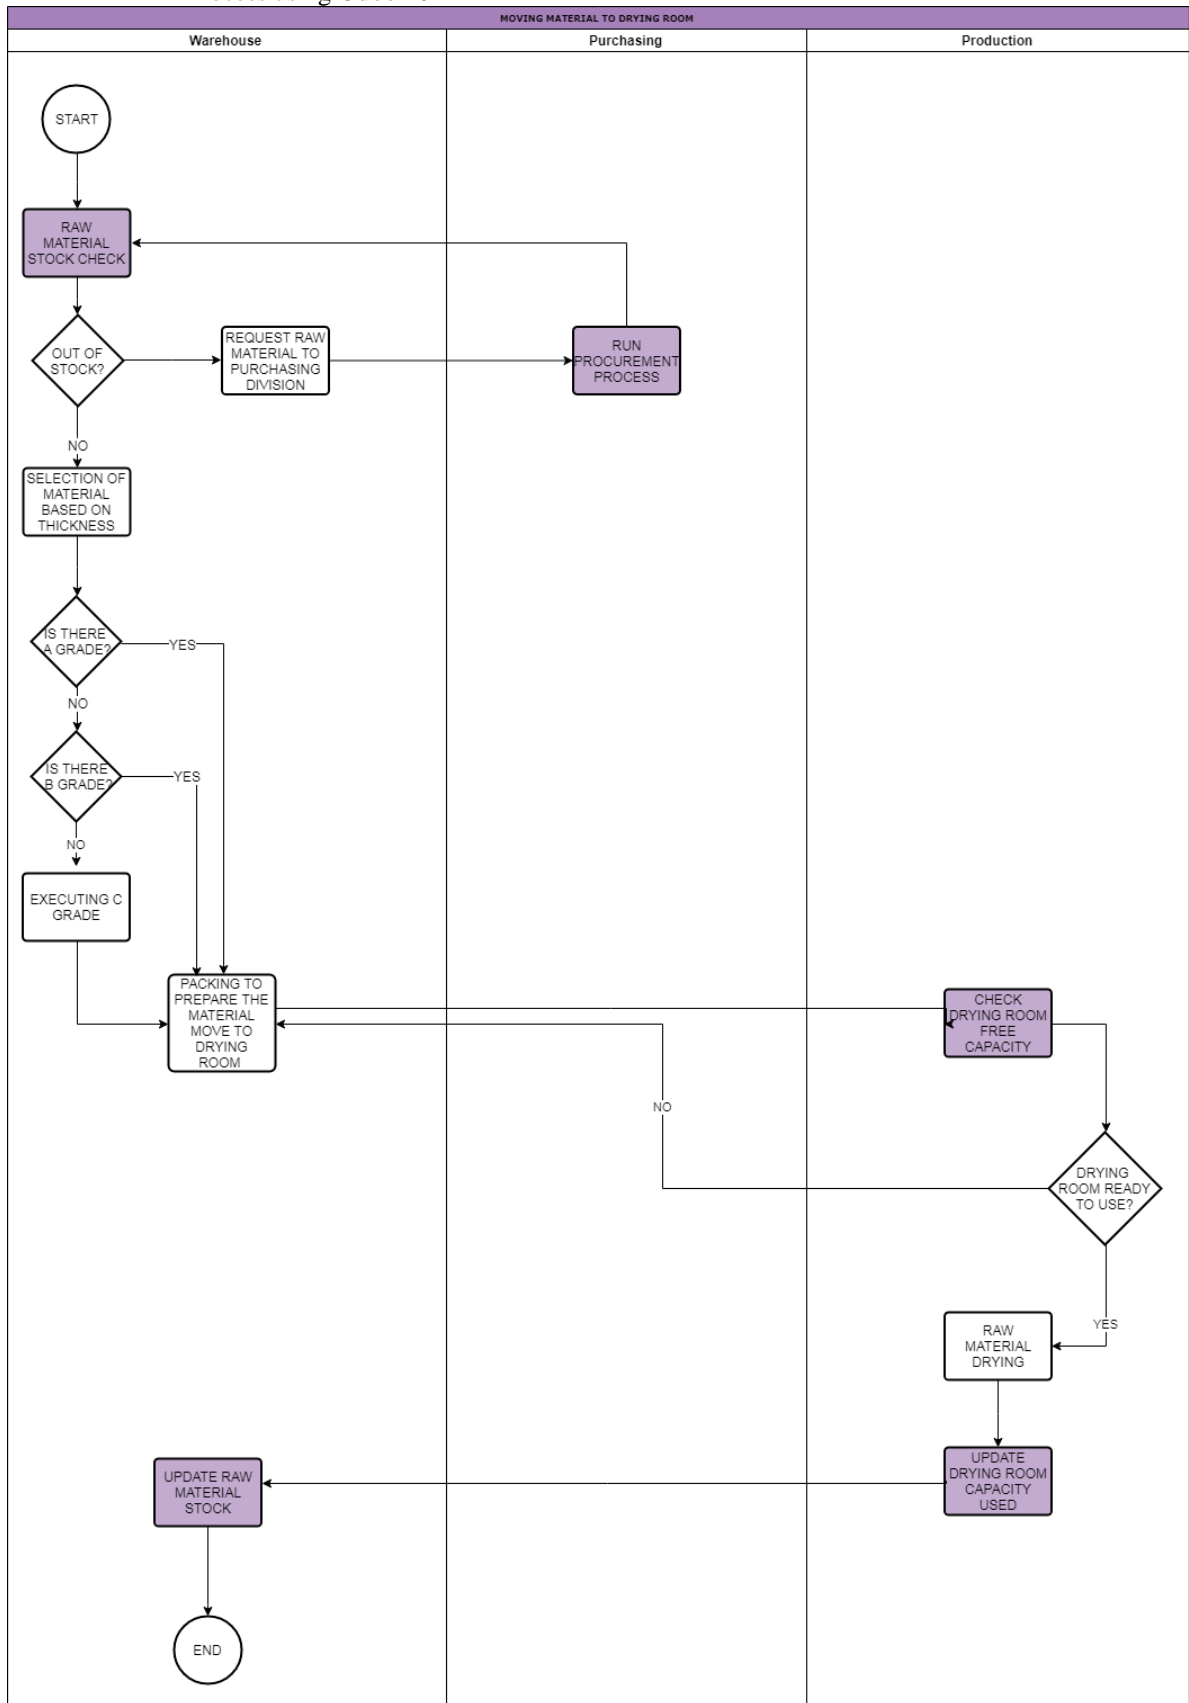 MOVING MATERIAL TO DRYING ROOM
Warehouse
Purchasing
Production
START
RAW
MATERIAL
STOCK CHECK
OUT OF
STOCK?
REQUEST RAW
MATERIAL TO
PURCHASING
DIVISION
RUN
PROCUREMENT
PROCESS
NO
SELECTION OF
MATERIAL
BASED ON
THICKNESS
IS THERE
A GRADE?
YES
NO
IS THERE
B GRADE?
YES
NO
EXECUTING C
GRADE
PACKING TO
PREPARE THE
MATERIAL
MOVE TO
DRYING
ROOM
CHECK
DRYING ROOM
FREE
CAPACITY
NO
DRYING
ROOM READY
TO USE?
YES
RAW
MATERIAL
DRYING
UPDATE
DRYING ROOM
CAPACITY
USED
UPDATE RAW
MATERIAL
STOCK
END